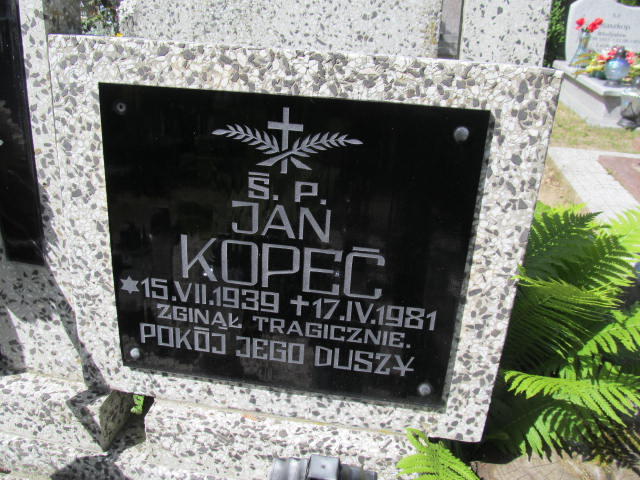 Ś. P.
JAN
KOPEĆ
✶15.VII.1939 ✝17.IV.1981
ZGINĄŁ TRAGICZNIE.
POKÓJ JEGO DUSZY